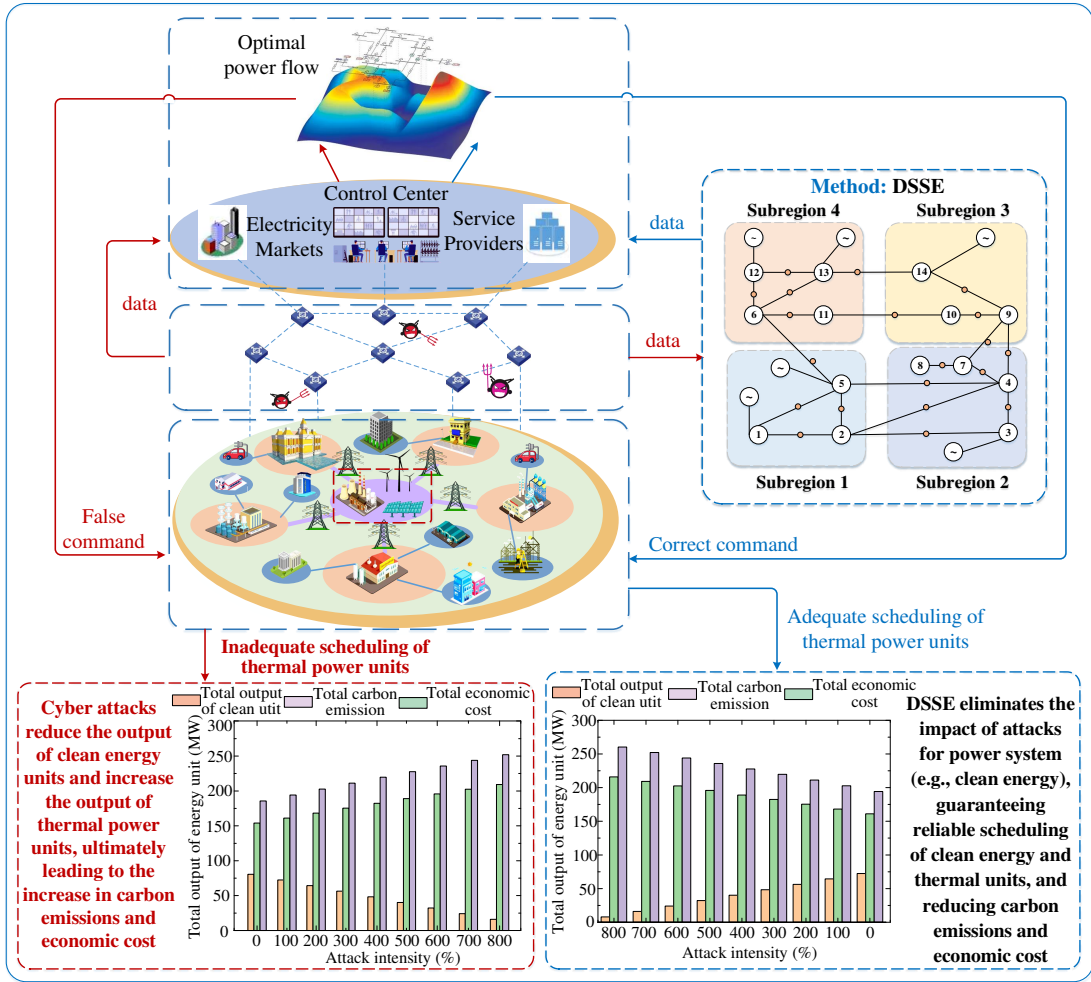 Optimal
power flow
Control Center
Electricity
Markets
Service
Providers
data
data
data
False
command
Correct command
Method: DSSE
Subregion 4
Subregion 3
~
~
~
12
13
14
6
11
10
9
~
5
8
7
4
~
1
2
3
~
Subregion 1
Subregion 2
Inadequate scheduling of
thermal power units
Adequate scheduling of
thermal power units
Cyber attacks
reduce the output
of clean energy
units and increase
the output of
thermal power
units, ultimately
leading to the
increase in carbon
emissions and
economic cost
Total output
of clean utit
Total carbon
emission
Total economic
cost
Total output of energy unit (MW)
300
250
200
150
100
50
0
0 100 200 300 400 500 600 700 800
Attack intensity (%)
Total output
of clean utit
Total carbon
emission
Total economic
cost
Total output of energy unit (MW)
300
250
200
150
100
50
0
800 700 600 500 400 300 200 100 0
Attack intensity (%)
DSSE eliminates the
impact of attacks
for power system
(e.g., clean energy),
guaranteeing
reliable scheduling
of clean energy and
thermal units, and
reducing carbon
emissions and
economic cost